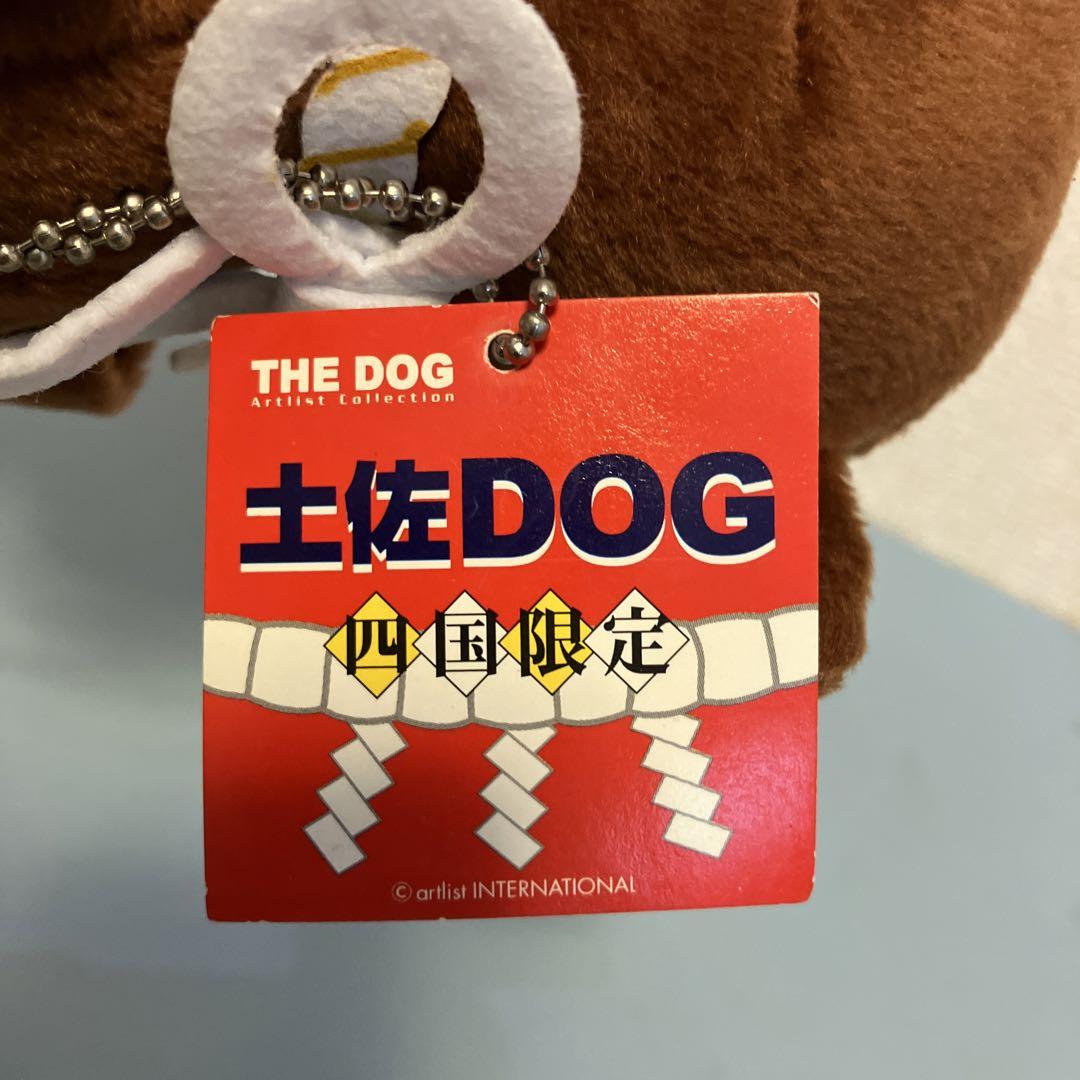 THE DOG
Artlist Collection
土佐DOG
四国限定
© artlist INTERNATIONAL